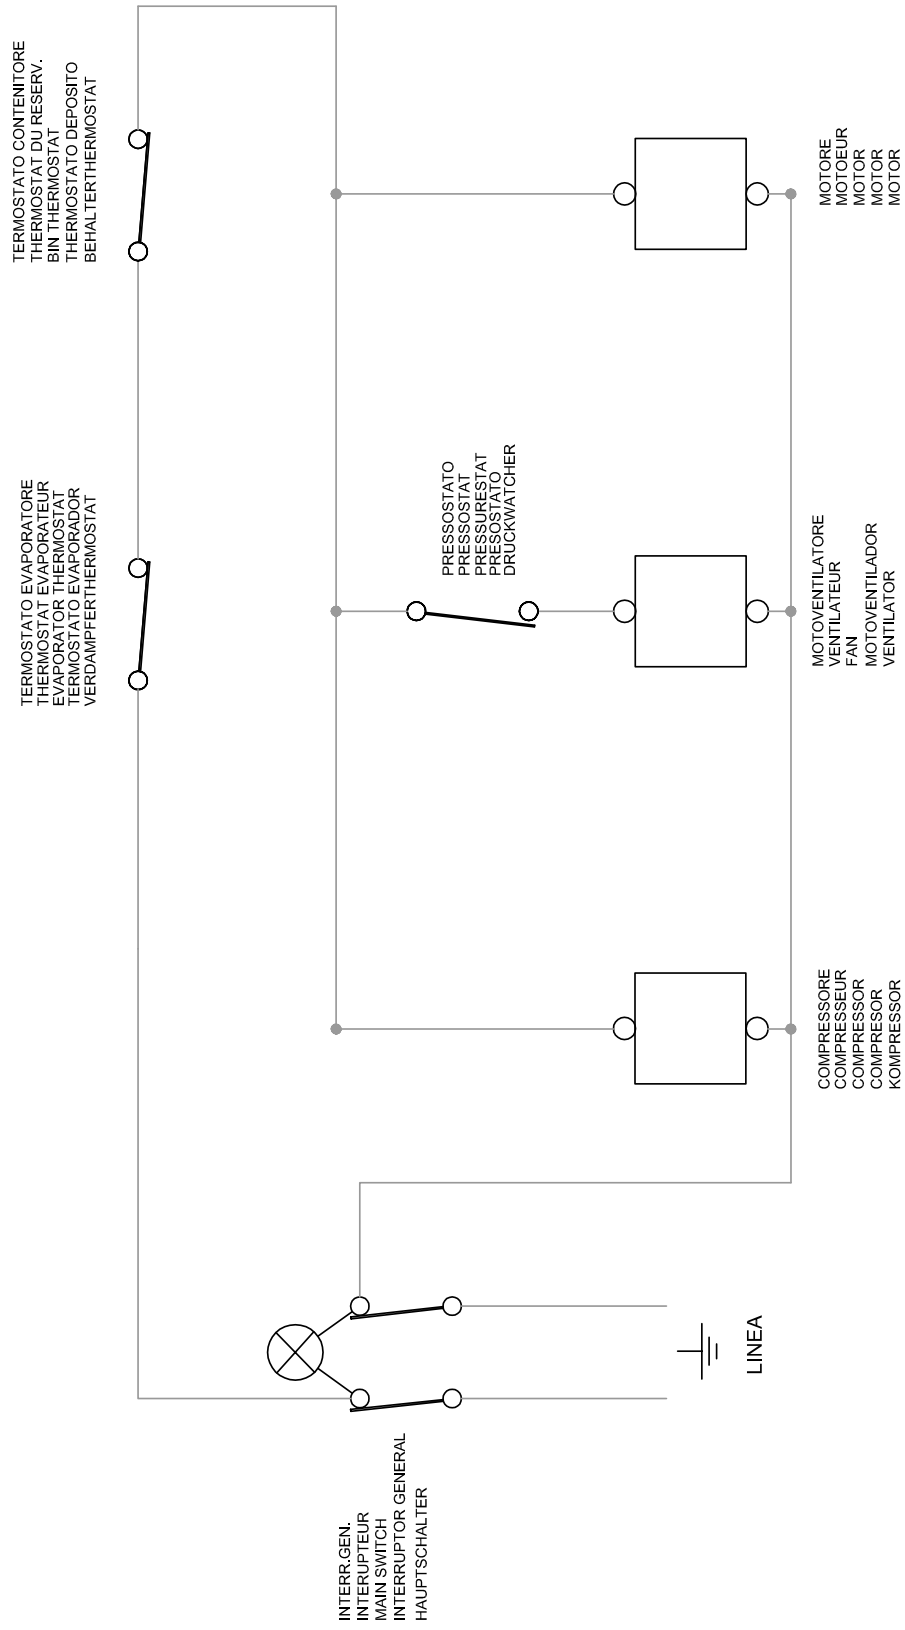 TERMOSTATO CONTENITORE
THERMOSTAT DU RESERV.
BIN THERMOSTAT
THERMOSTATO DEPOSITO
BEHALTERTHERMOSTAT
TERMOSTATO EVAPORATORE
THERMOSTAT EVAPORATEUR
EVAPORATOR THERMOSTAT
TERMOSTATO EVAPORADOR
VERDAMPFERTHERMOSTAT
PRESSOSTATO
PRESSOSTAT
PRESSURESTAT
PRESOSTATO
DRUCKWATCHER
MOTORE
MOTOEUR
MOTOR
MOTOR
MOTOR
MOTOVENTILATORE
VENTILATEUR
FAN
MOTOVENTILADOR
VENTILATOR
COMPRESSORE
COMPRESSEUR
COMPRESSOR
COMPRESOR
KOMPRESSOR
LINEA
INTERR.GEN.
INTERUPTEUR
MAIN SWITCH
INTERRUPTOR GENERAL
HAUPTSCHALTER